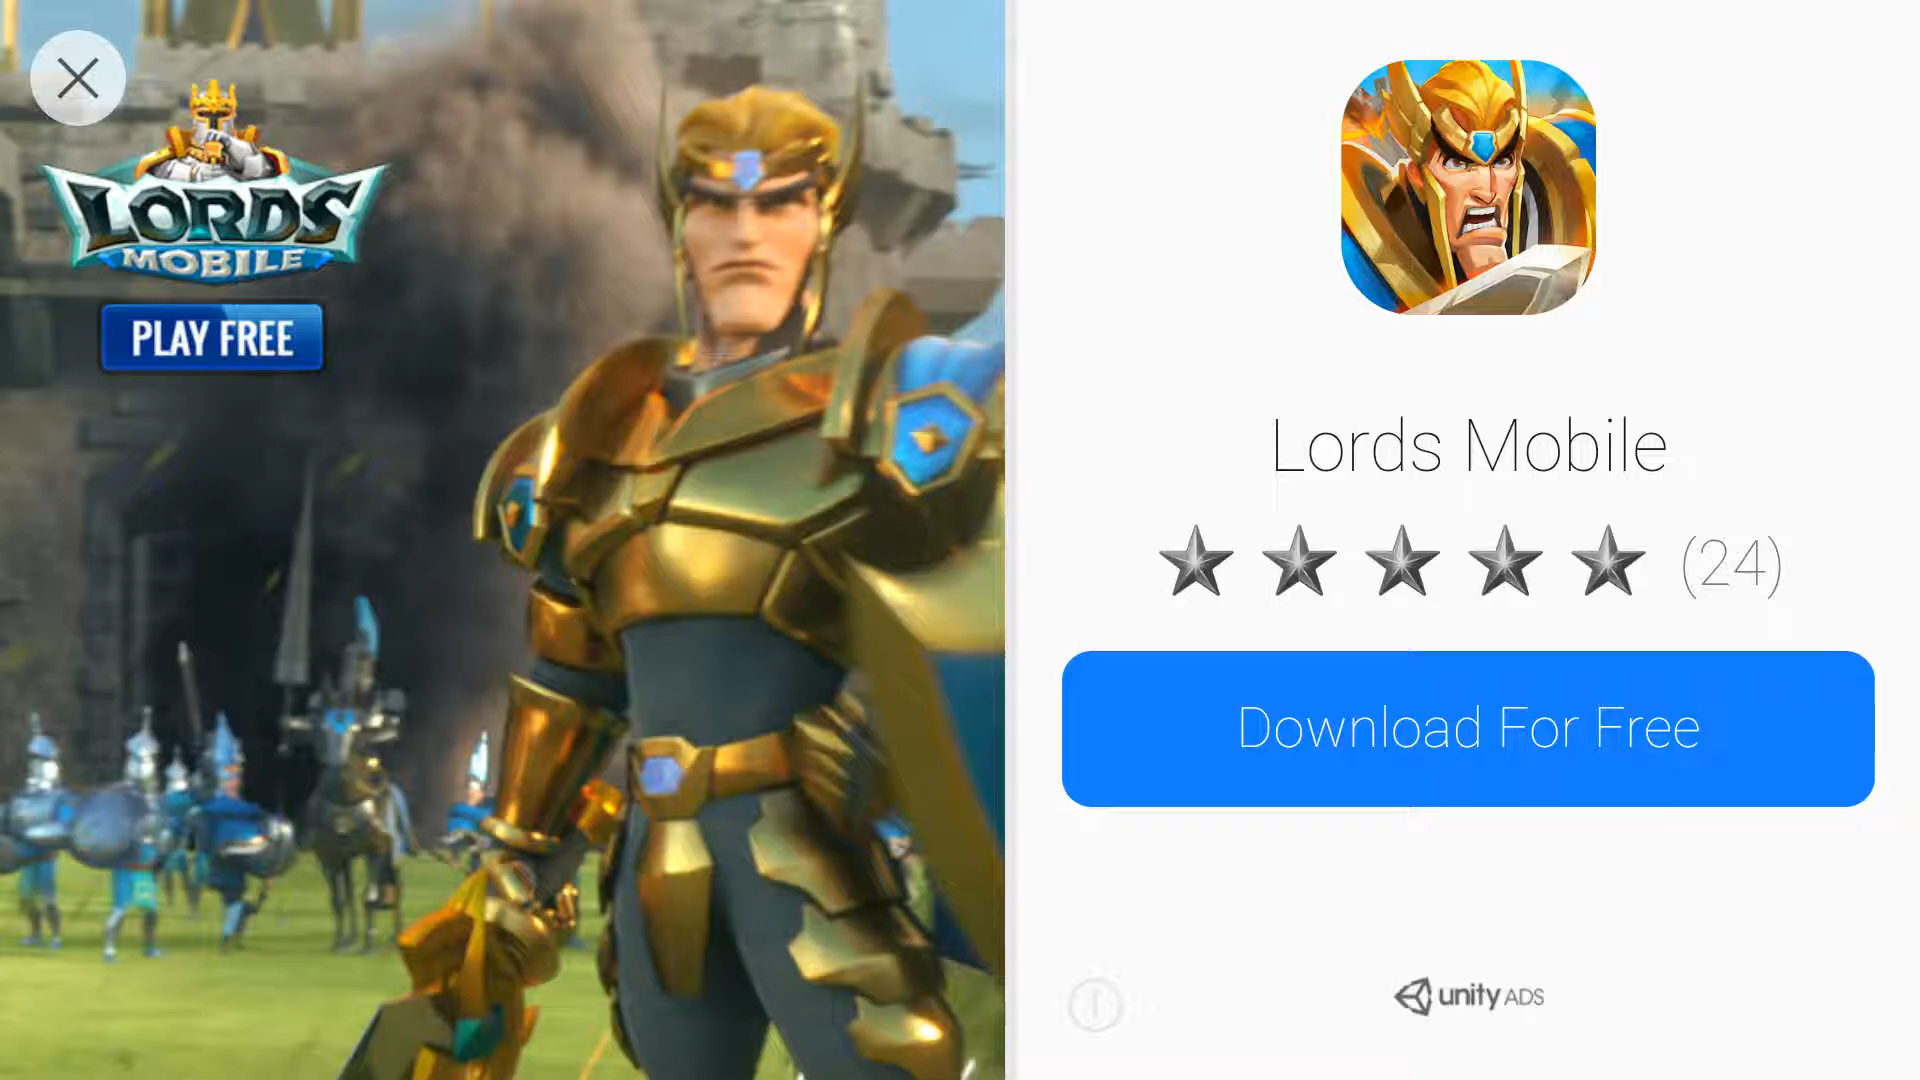 LORDS
MOBILE
PLAY FREE
Lords Mobile
(24)
Download For Free
unity ADS